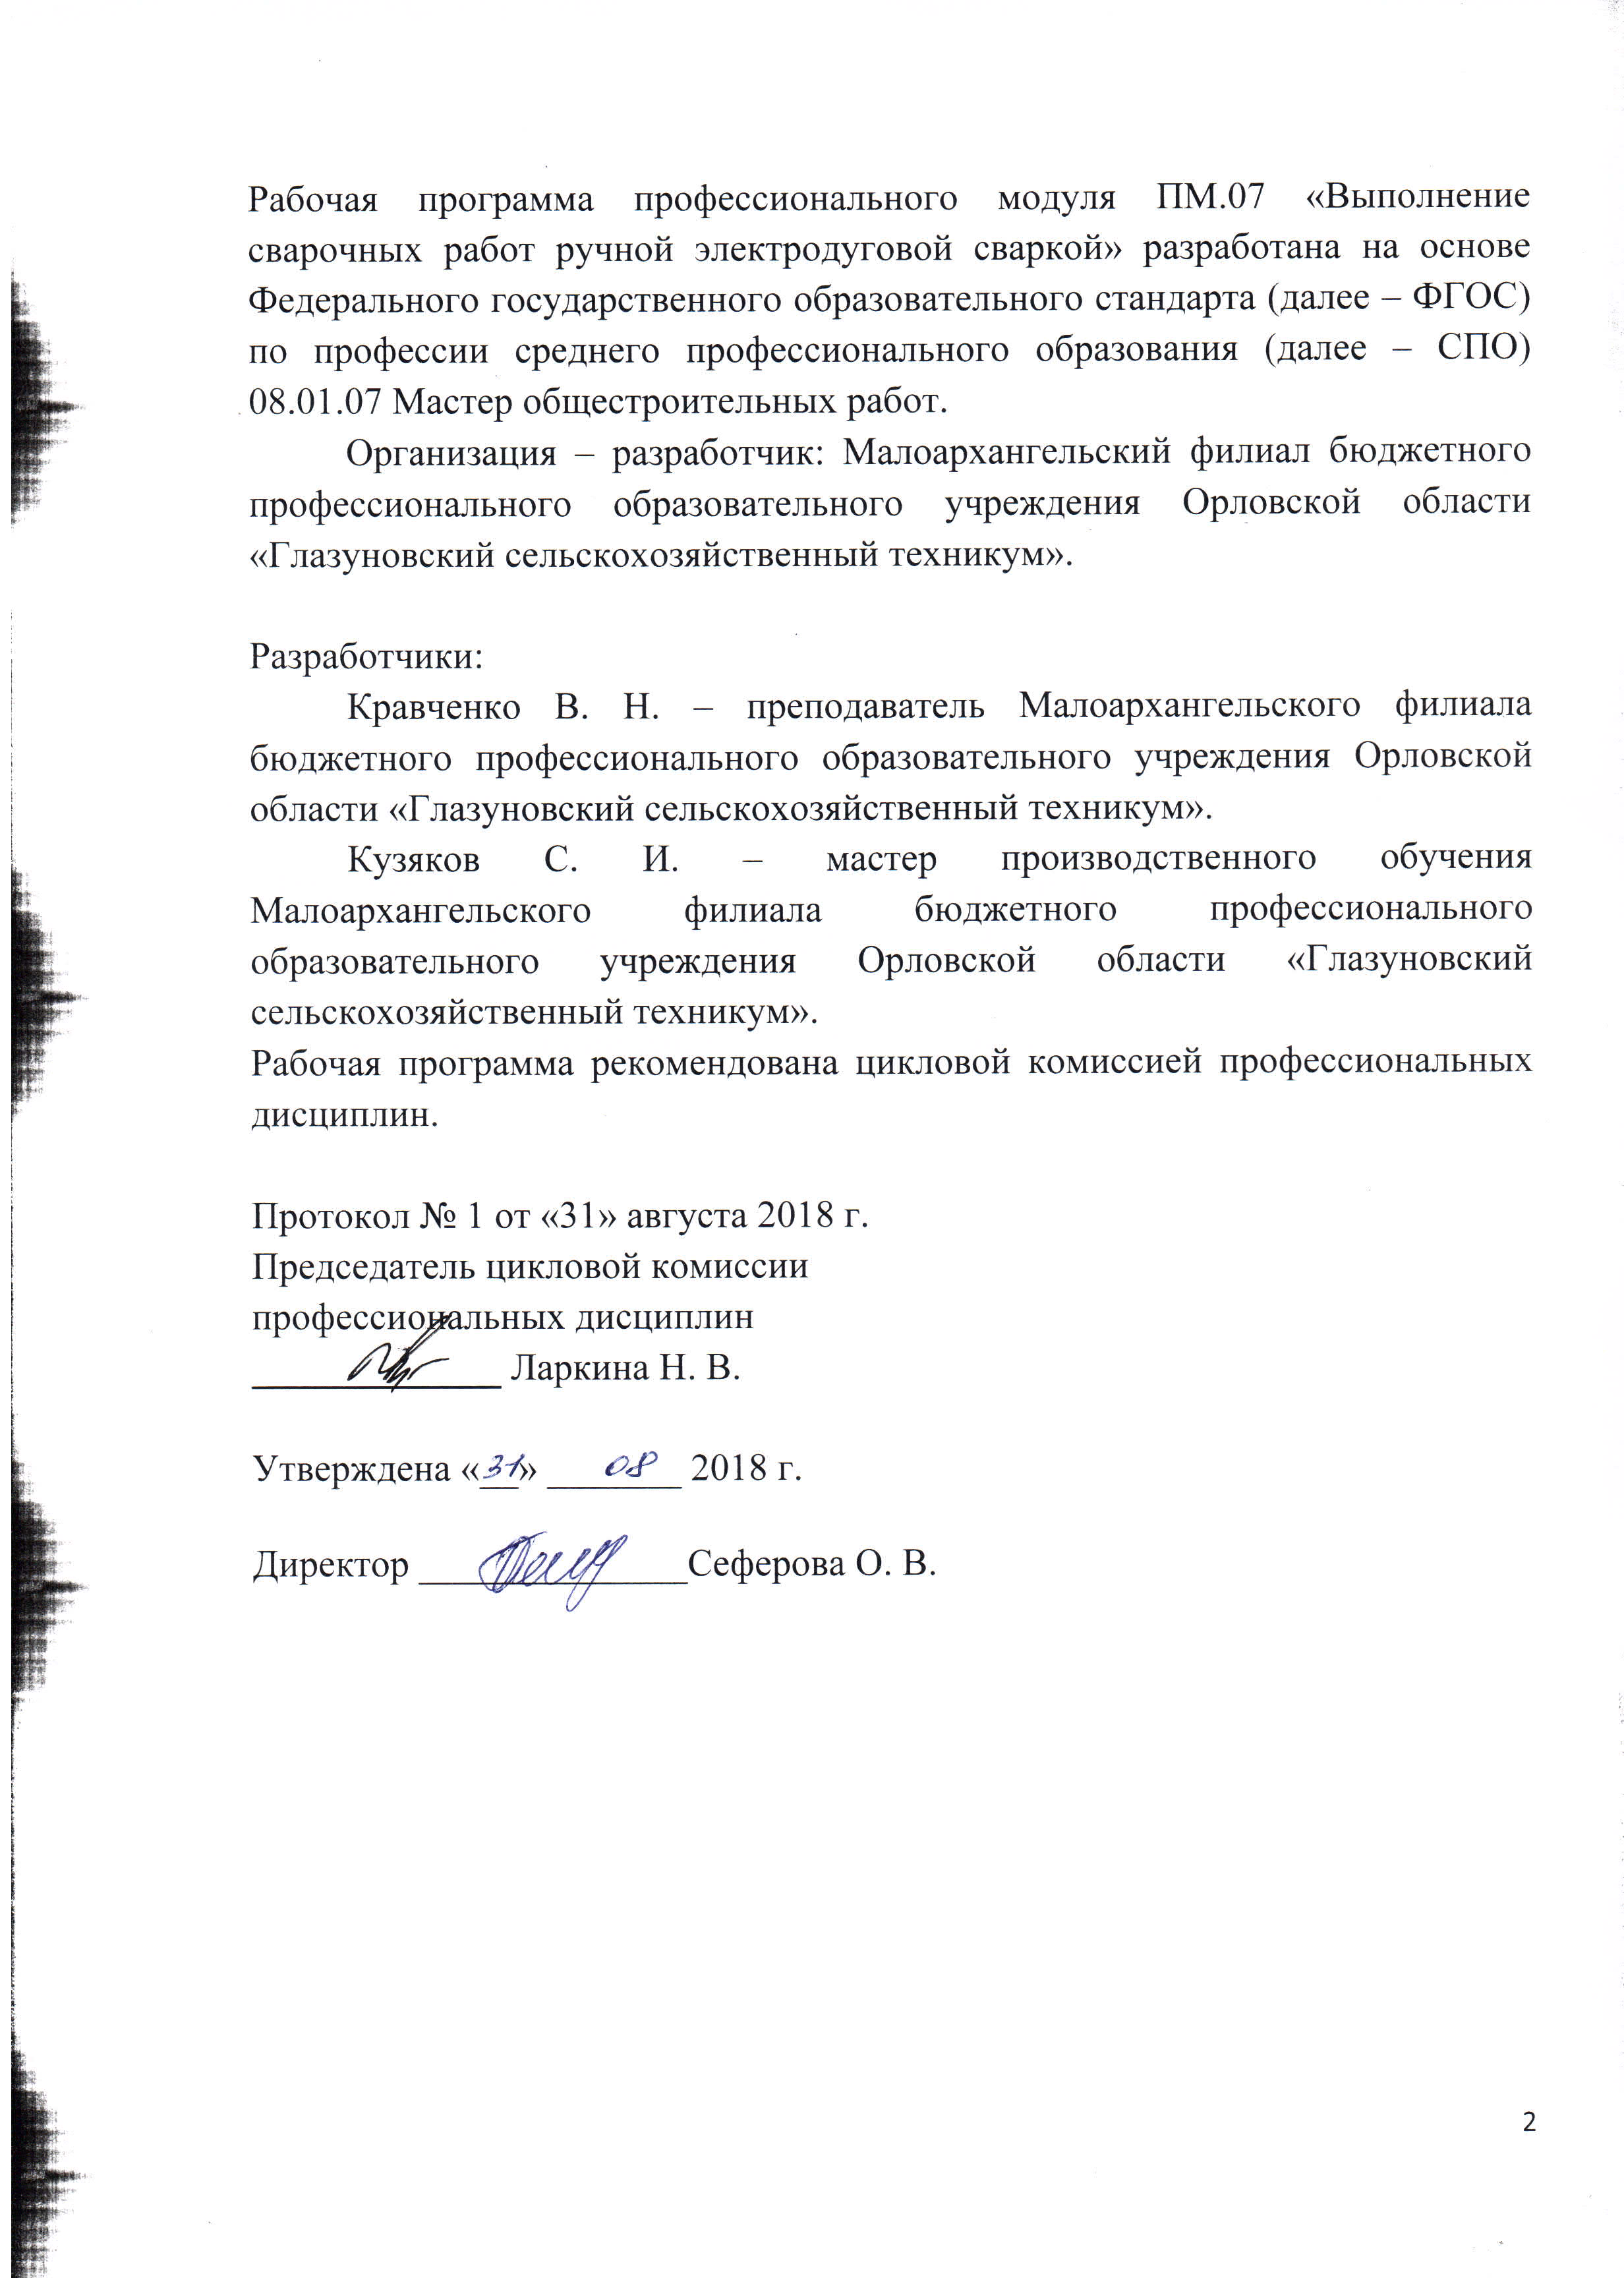 Рабочая программа профессионального модуля ПМ.07 «Выполнение
сварочных работ ручной электродуговой сваркой» разработана на основе
Федерального государственного образовательного стандарта (далее – ФГОС)
по профессии среднего профессионального образования (далее – СПО)
08.01.07 Мастер общестроительных работ.
Организация – разработчик: Малоархангельский филиал бюджетного
профессионального образовательного учреждения Орловской области
«Глазуновский сельскохозяйственный техникум».
Разработчики:
Кравченко В. Н. – преподаватель Малоархангельского филиала
бюджетного профессионального образовательного учреждения Орловской
области «Глазуновский сельскохозяйственный техникум».
Кузяков С. И. – мастер производственного обучения
Малоархангельского филиала бюджетного профессионального
образовательного учреждения Орловской области «Глазуновский
сельскохозяйственный техникум».
Рабочая программа рекомендована цикловой комиссией профессиональных
дисциплин.
Протокол № 1 от «31» августа 2018 г.
Председатель цикловой комиссии
профессиональных дисциплин
Ларкина Н. В.
Утверждена «31» 08 2018 г.
Директор Сеферова О. В.
2